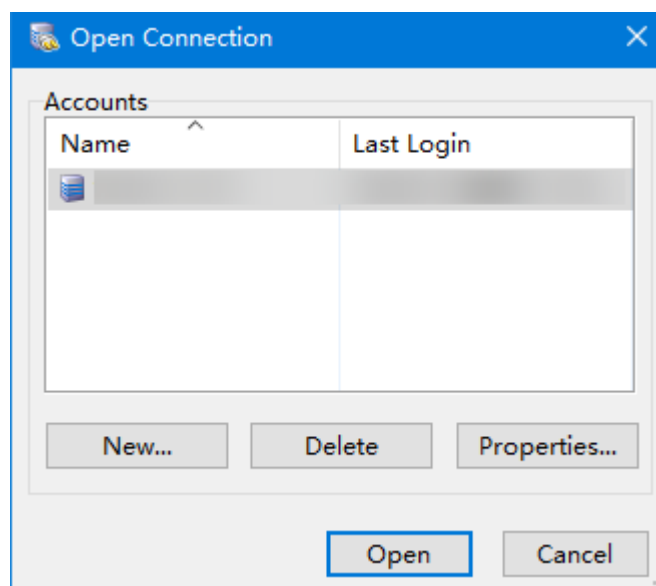 Open Connection
Accounts
Name Last Login
New... Delete Properties...
Open Cancel